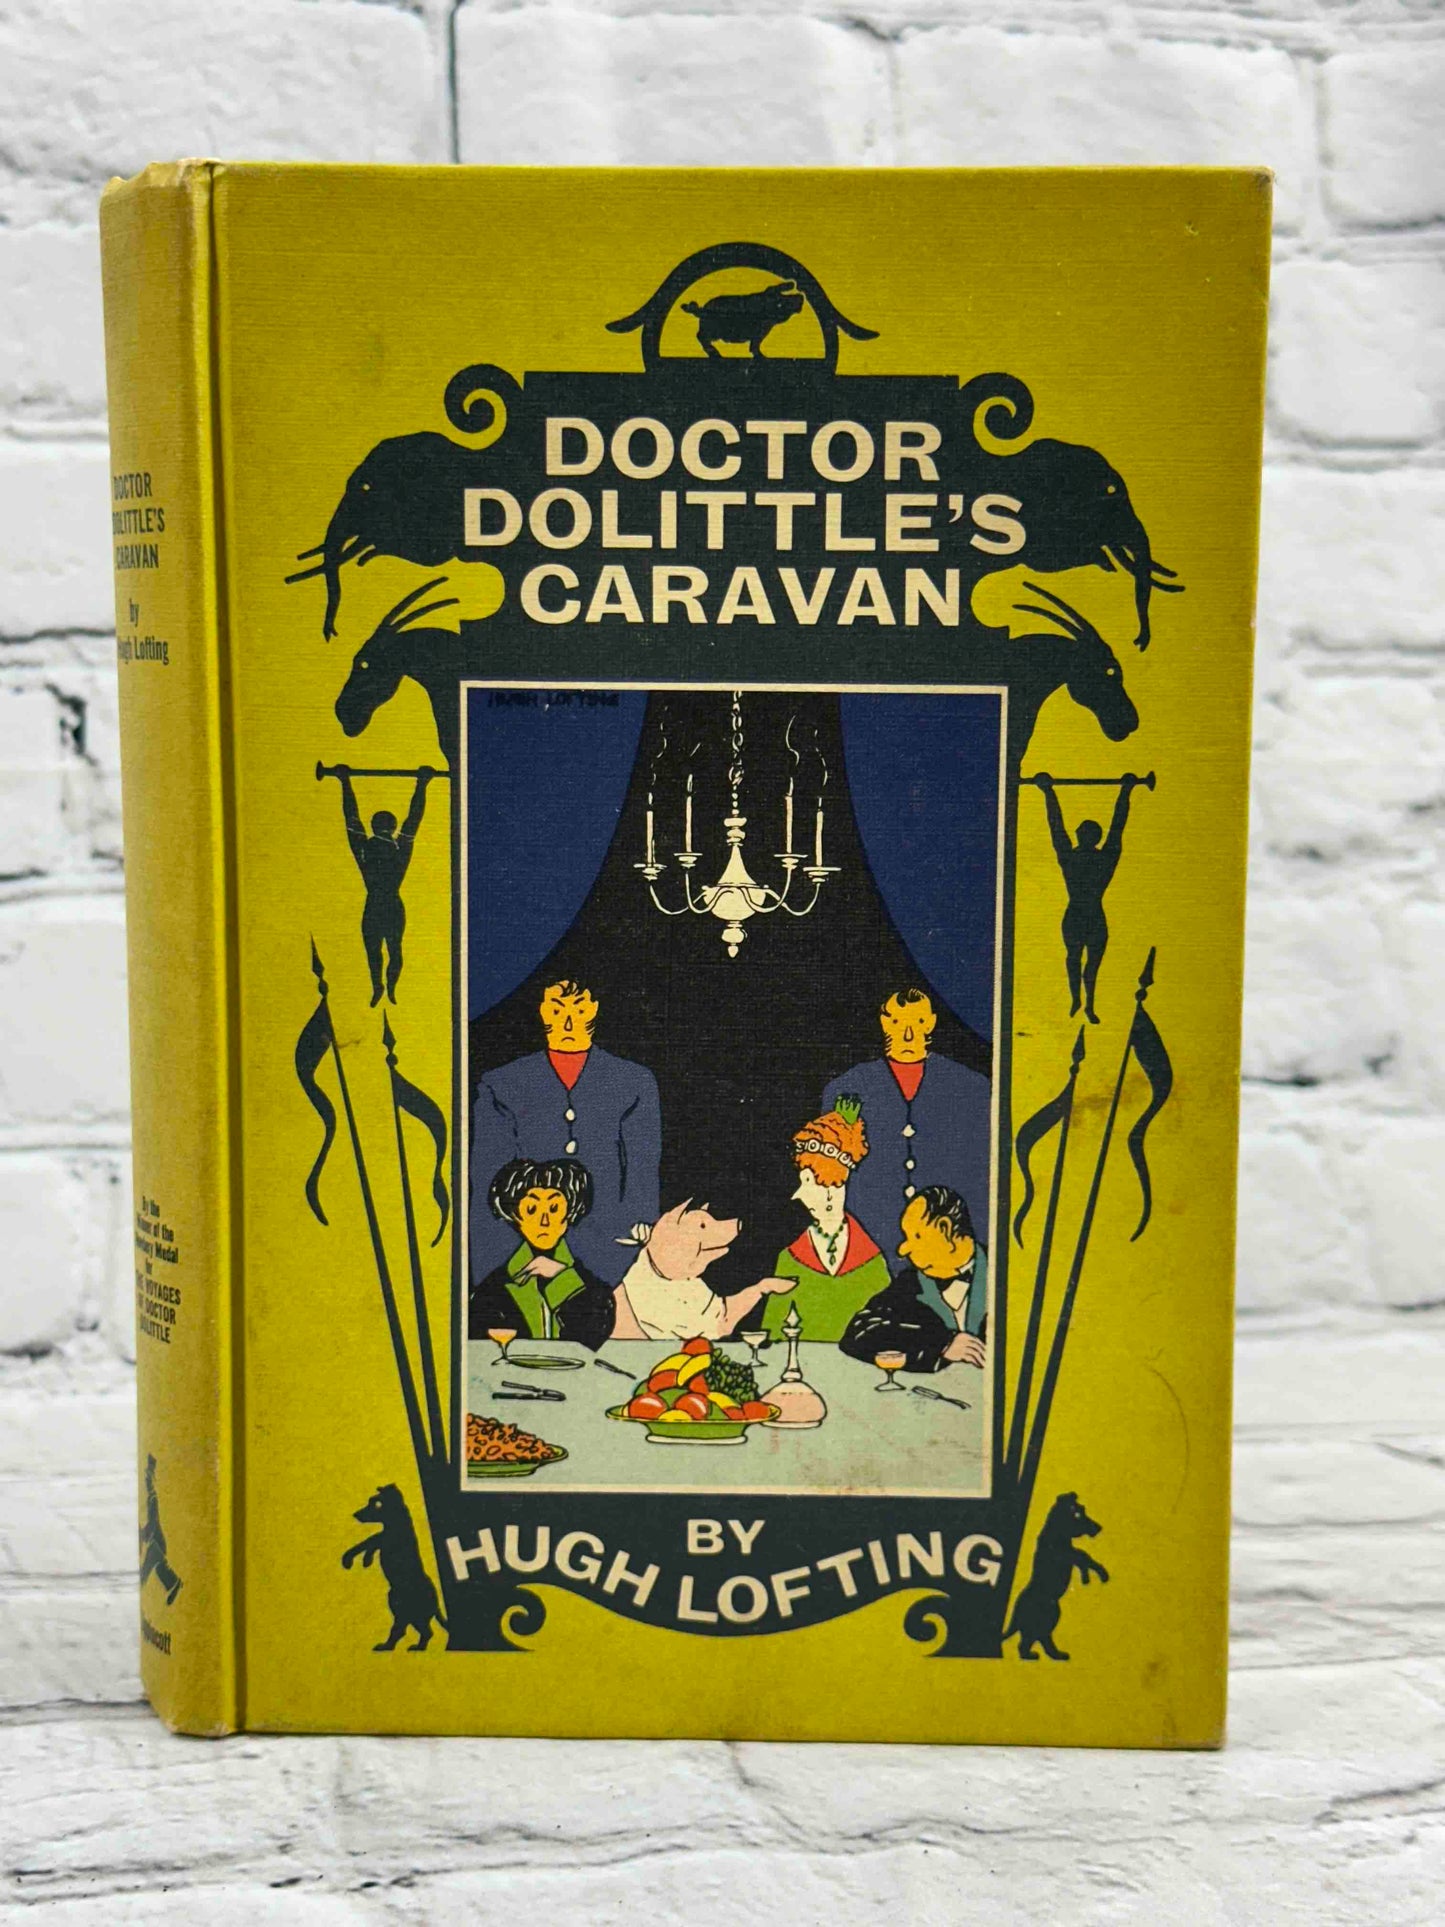 DOCTOR
DOLITTLE'S
CARAVAN
HUGH LOFTING
BY
HUGH LOFTING
DOCTOR
DOLITTLE'S
CARAVAN
by
Hugh Lofting
By the
Winner of the
Newbery Medal
for
THE VOYAGES
OF DOCTOR
DOLITTLE
Lippincott